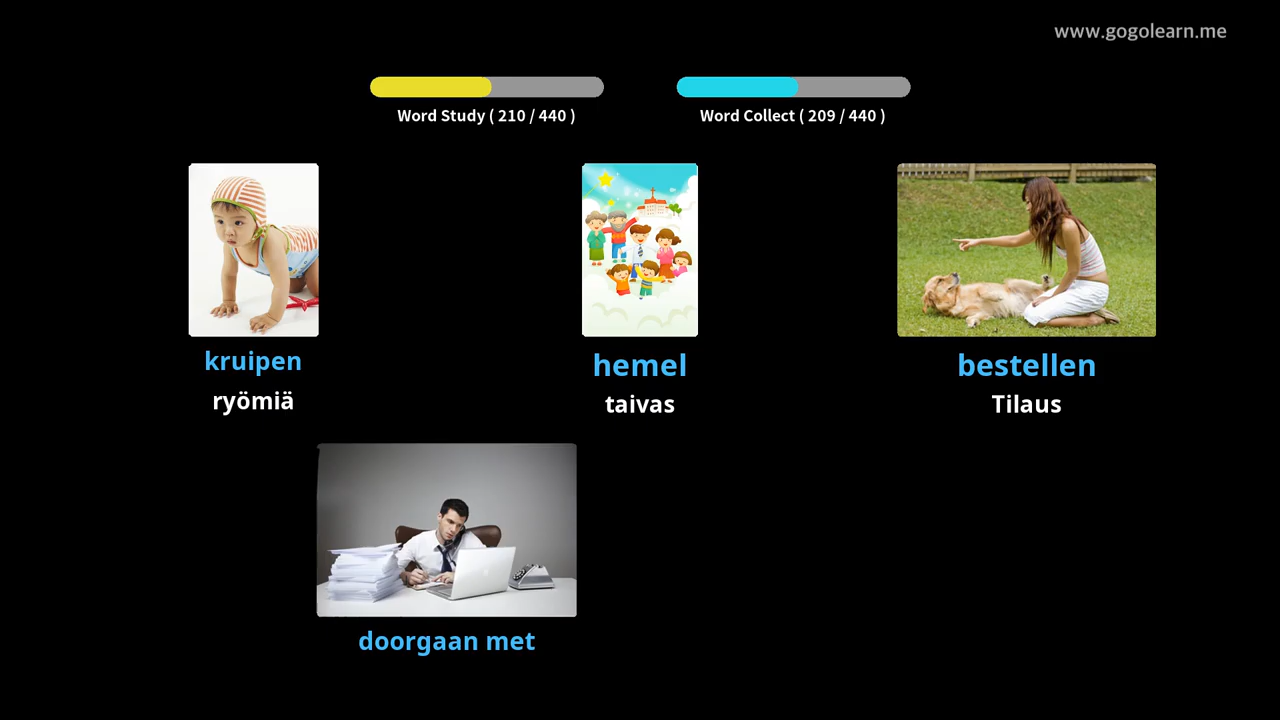 www.gogolearn.me
Word Study ( 210 / 440 )
Word Collect ( 209 / 440 )
kruipen
ryömiä
hemel
taivas
bestellen
Tilaus
doorgaan met